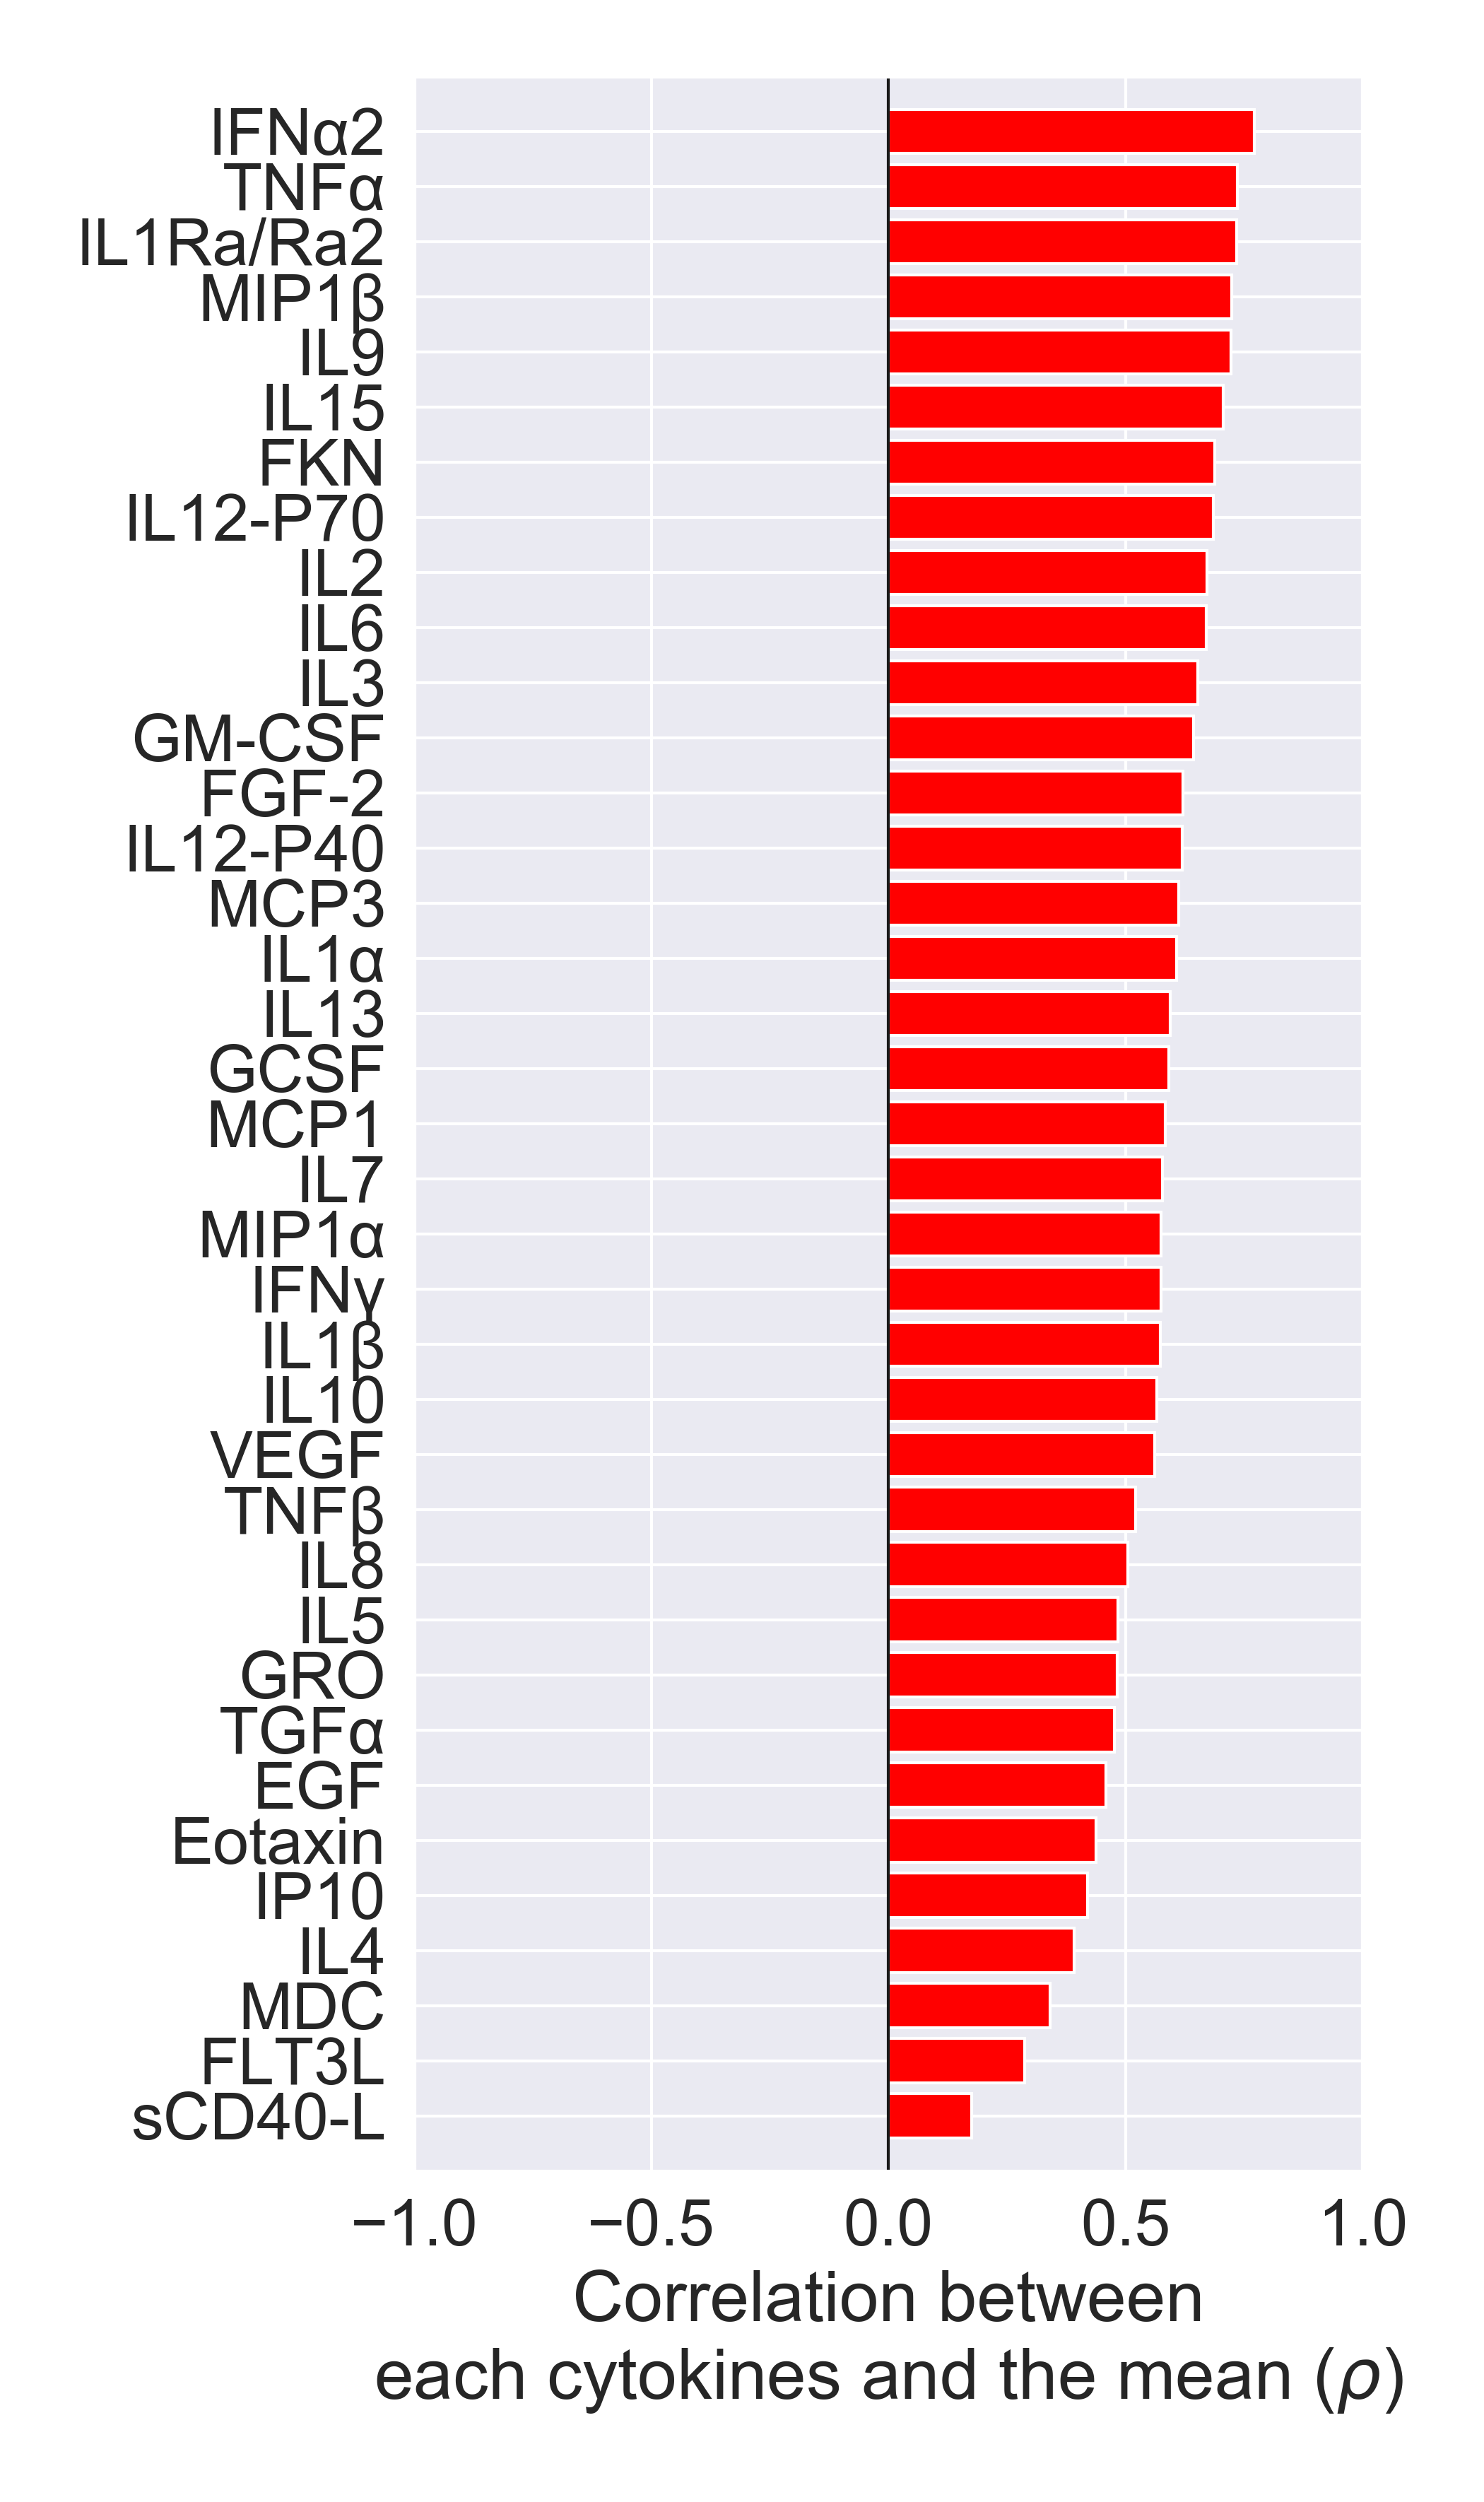 IFNα2
TNFα
IL1Ra/Ra2
MIP1β
IL9
IL15
FKN
IL12-P70
IL2
IL6
IL3
GM-CSF
FGF-2
IL12-P40
MCP3
IL1α
IL13
GCSF
MCP1
IL7
MIP1α
IFNγ
IL1β
IL10
VEGF
TNFβ
IL8
IL5
GRO
TGFα
EGF
Eotaxin
IP10
IL4
MDC
FLT3L
sCD40-L
−1.0 −0.5 0.0 0.5 1.0
Correlation between
each cytokines and the mean (ρ)